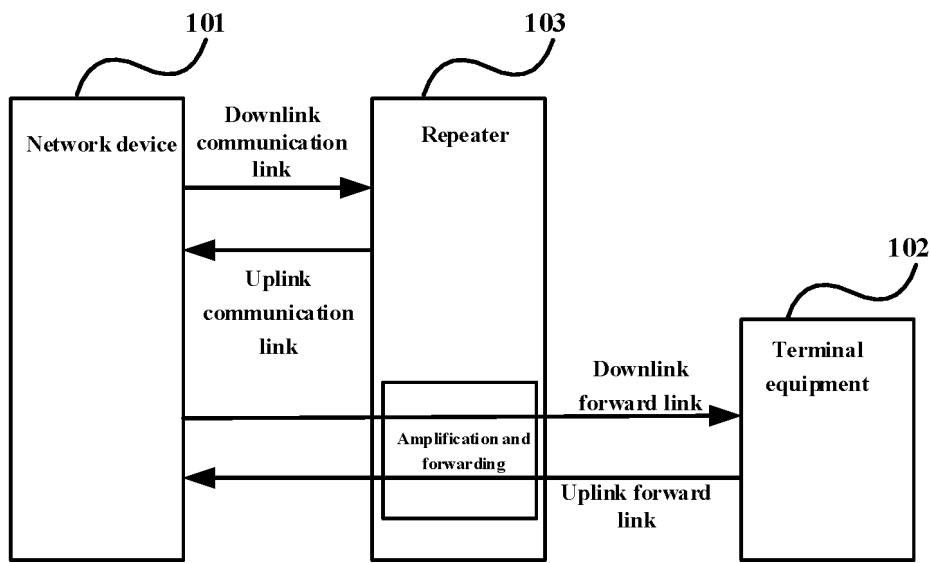 101
103
Network device
Downlink
communication
link
Repeater
Uplink
communication
link
102
Terminal
equipment
Downlink
forward link
Amplification and
forwarding
Uplink forward
link